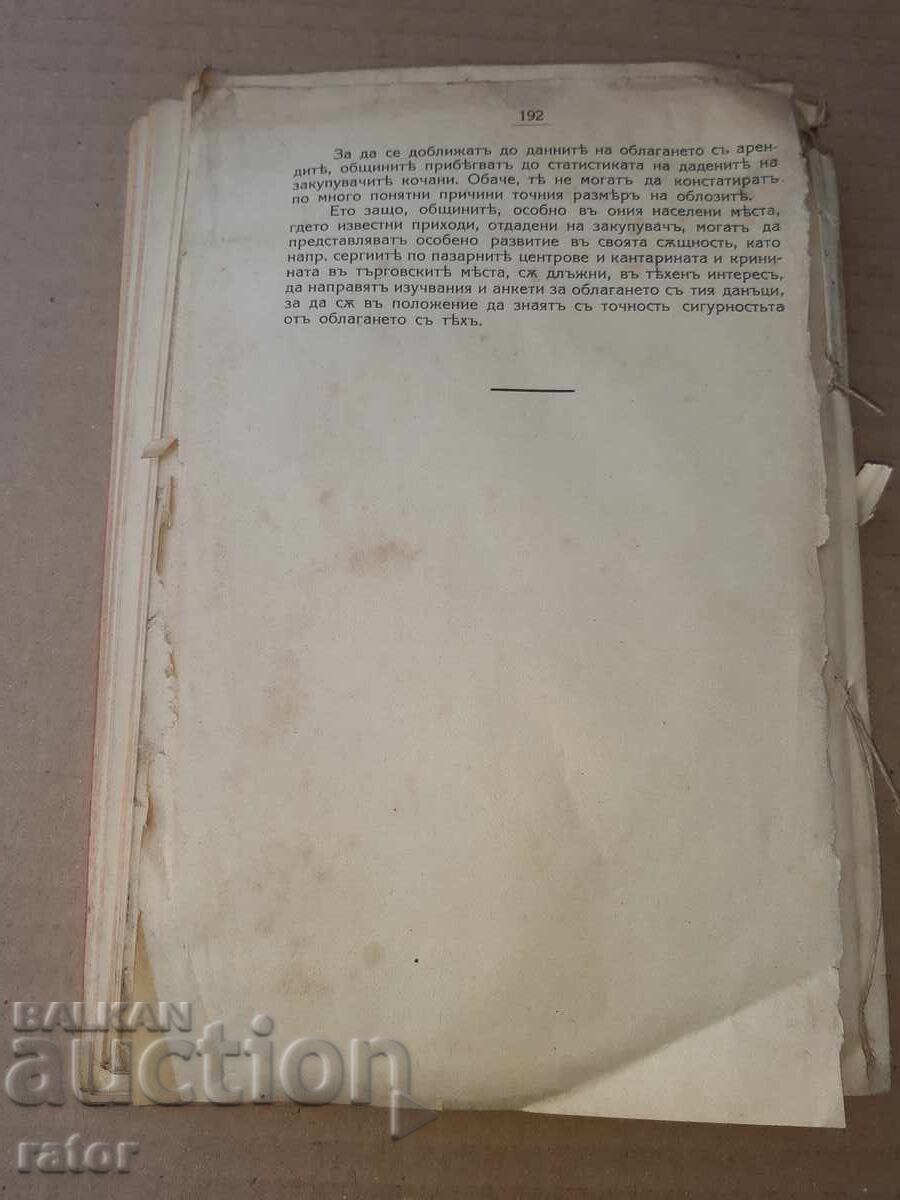 192
За да се доближатъ до даннитѣ на облагането съ арен-
дитѣ, общинитѣ прибѣгватъ до статистиката на даденитѣ на
закупувачитѣ кочани. Обаче, тѣ не могатъ да констатиратъ
по много понятни причини точния размѣръ на облозитѣ.
Ето защо, общинитѣ, особно въ ония населени мѣста,
гдето известни приходи, отдадени на закупувачъ, могатъ да
представляватъ особено развитие въ своята сѫщность, като
напр. сергиитѣ по пазарнитѣ центрове и кантарината и крини-
ната въ търговскитѣ мѣста, сѫ длъжни, въ тѣхенъ интересъ,
да направятъ изучвания и анкети за облагането съ тия данъци,
за да сѫ въ положение да знаятъ съ точность сигурностьта
отъ облагането съ тѣхъ.
BALKAN
auction
rator